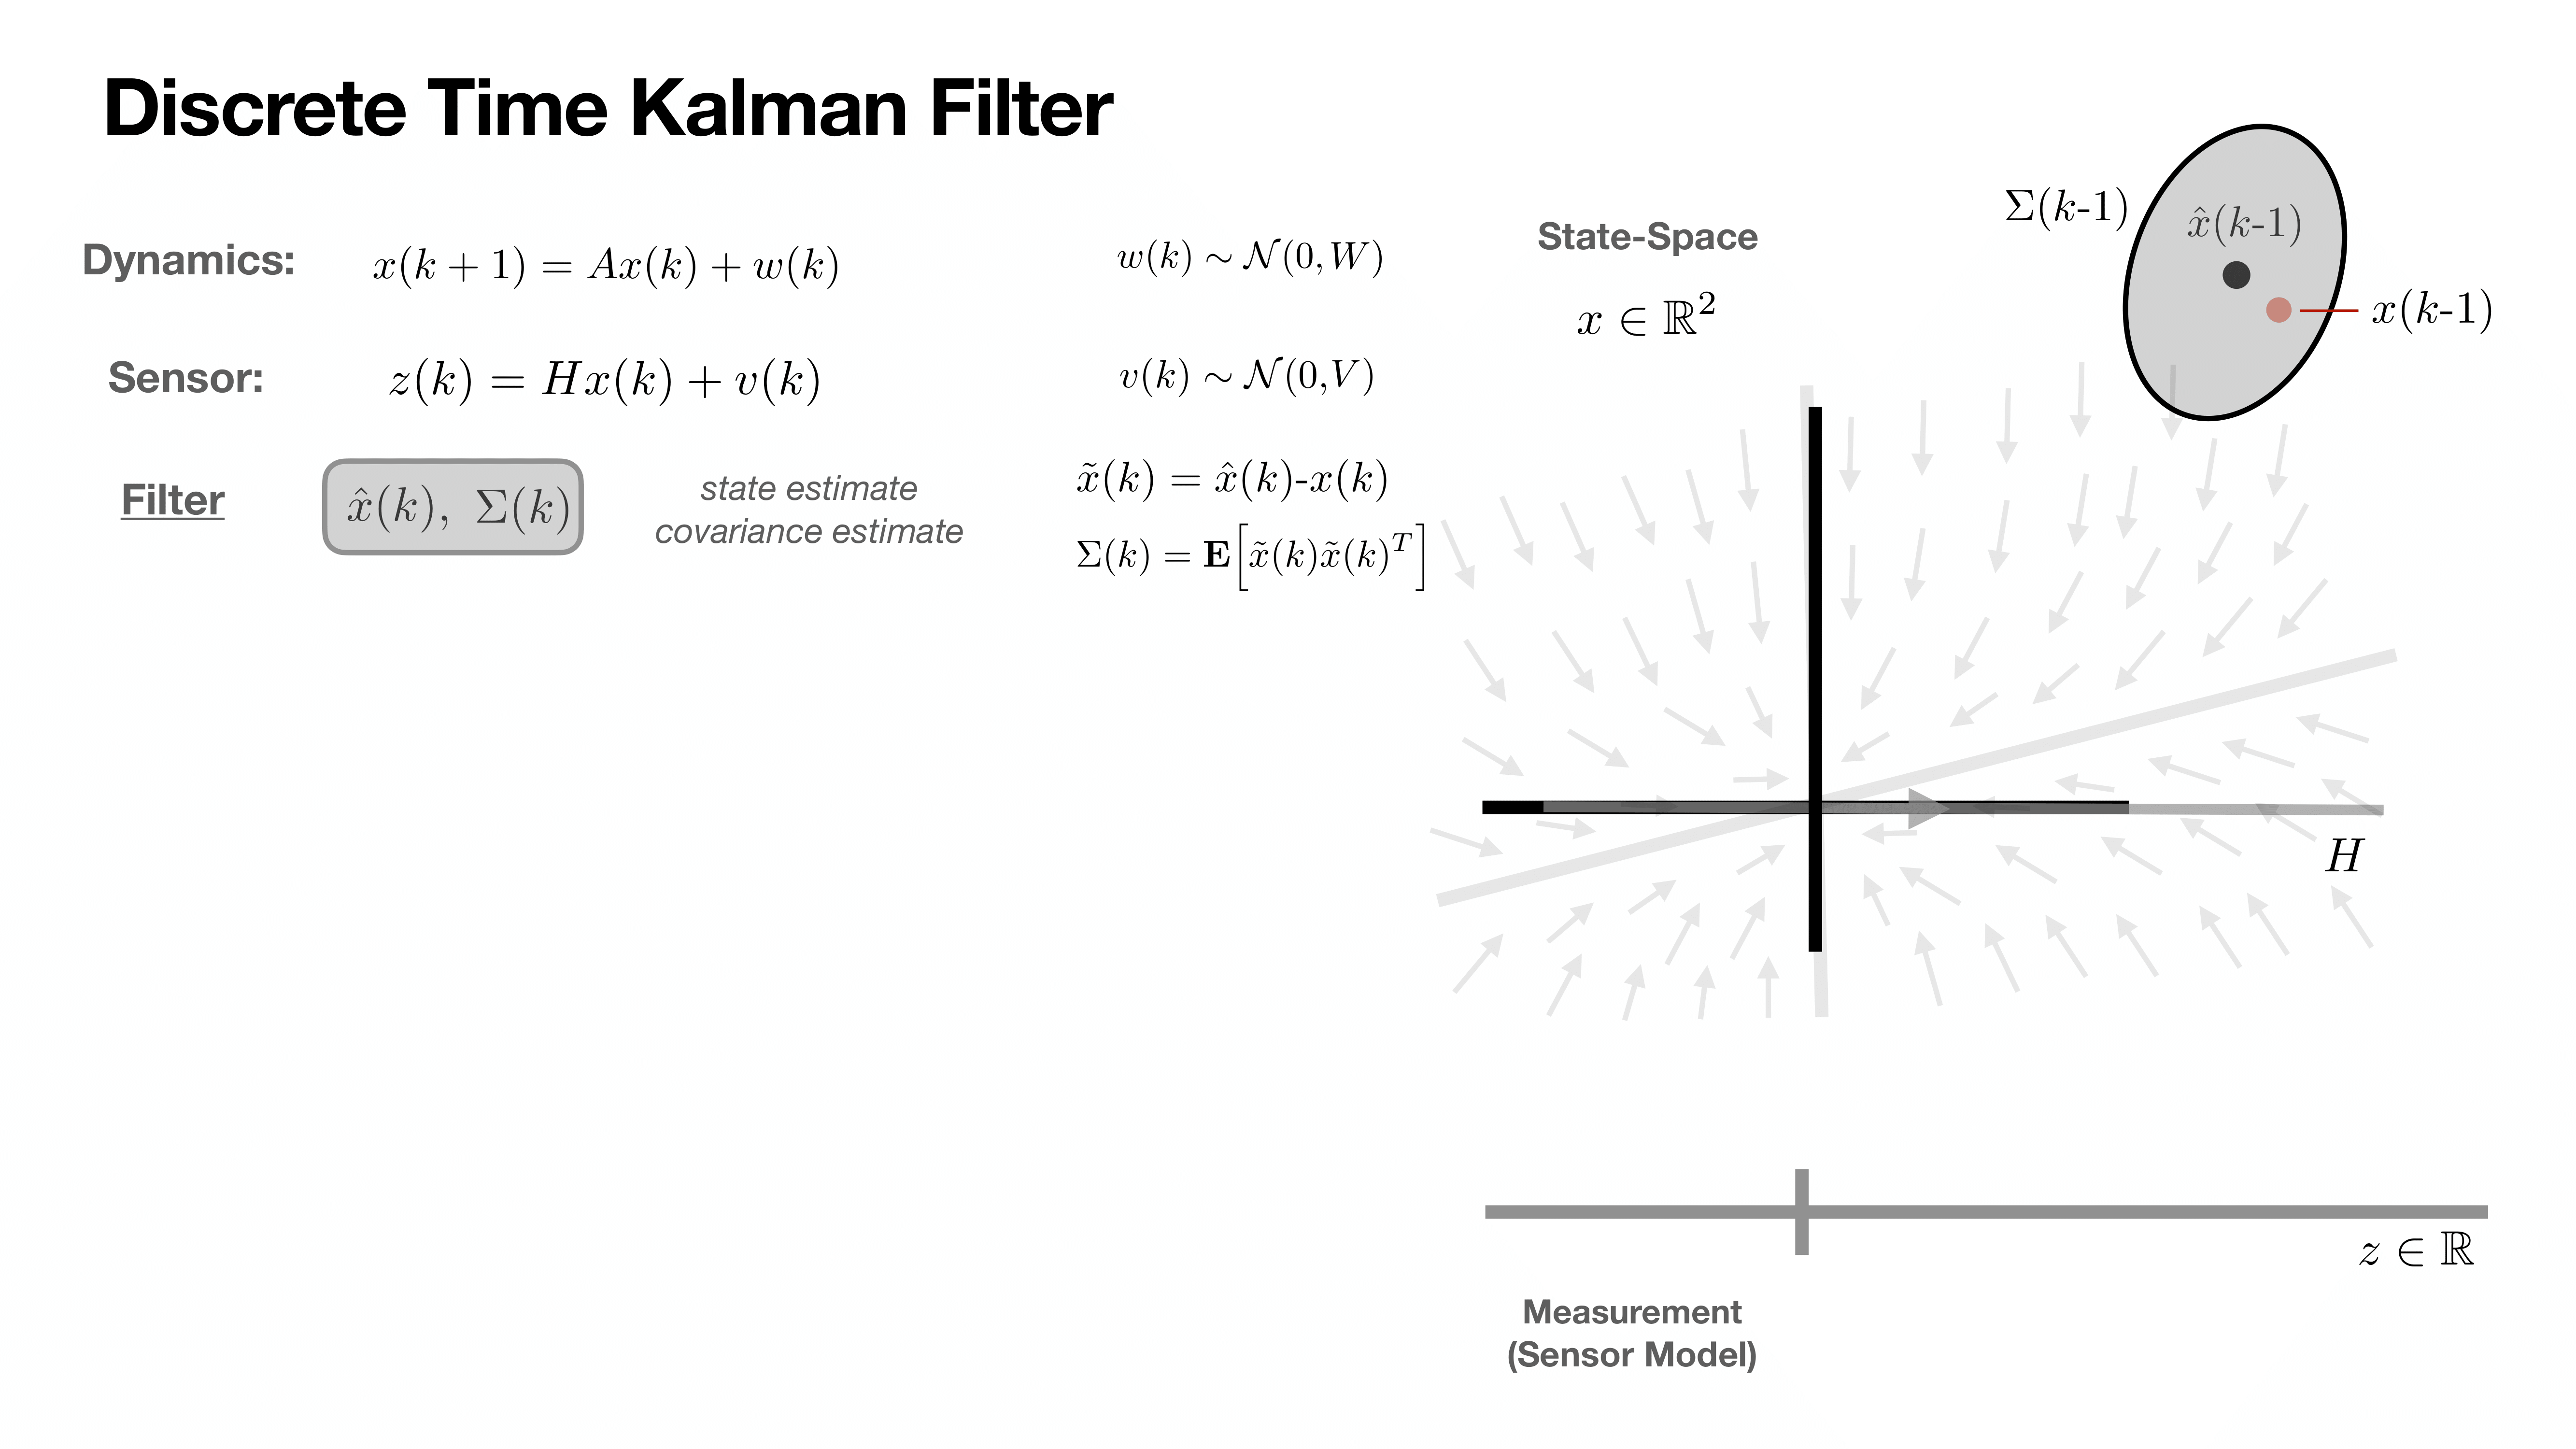 Discrete Time Kalman Filter
Dynamics: x(k + 1) = Ax(k) + w(k) w(k) ∼ 𝒩(0, W)
Sensor: z(k) = Hx(k) + v(k) v(k) ∼ 𝒩(0, V)
Filter x̂(k), Σ(k)
state estimate
covariance estimate
x̃(k) = x̂(k)-x(k)
Σ(k) = E[x̃(k)x̃(k)^T]
State-Space
x ∈ ℝ²
Σ(k-1)
x̂(k-1)
x(k-1)
H
z ∈ ℝ
Measurement
(Sensor Model)